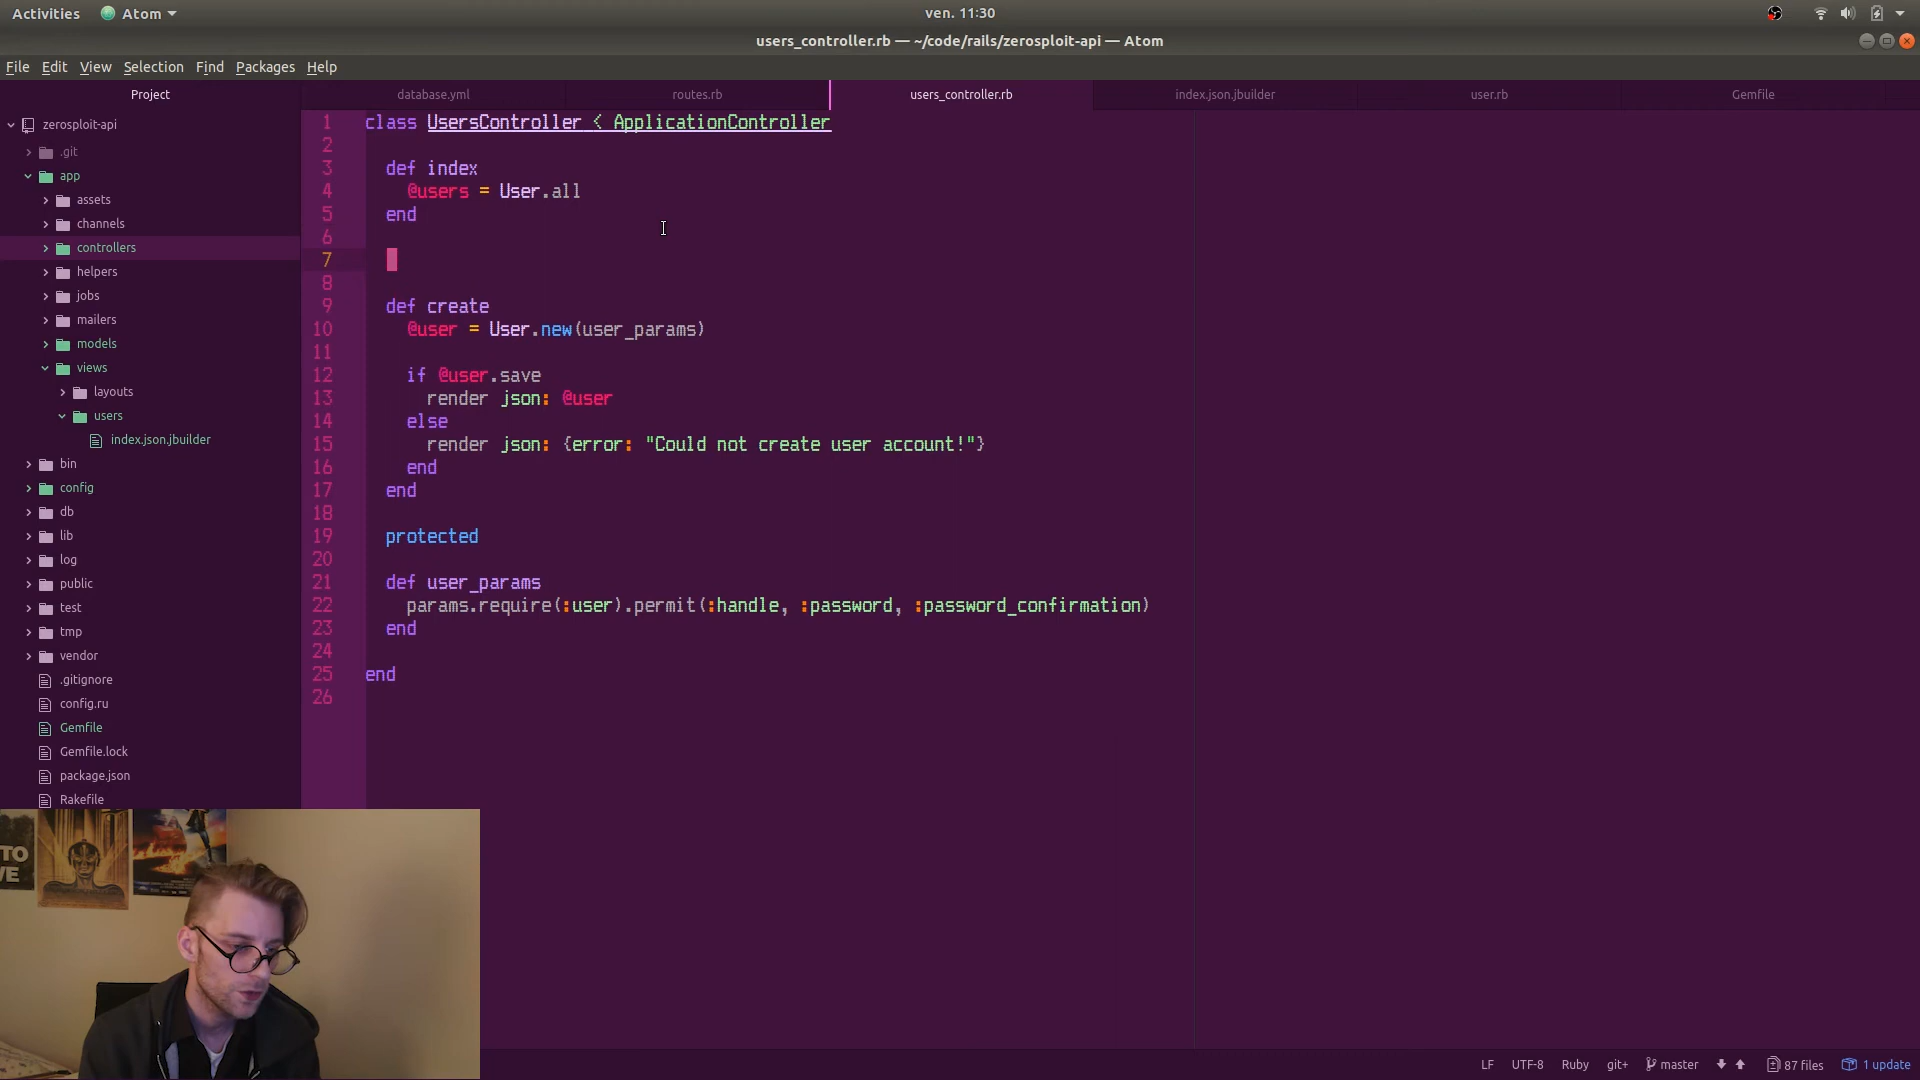 Activities Atom ven. 11:30
users_controller.rb — ~/code/rails/zerosploit-api — Atom
File Edit View Selection Find Packages Help
Project database.yml routes.rb users_controller.rb index.json.jbuilder user.rb Gemfile
zerosploit-api
.git
app
assets
channels
controllers
helpers
jobs
mailers
models
views
layouts
users
index.json.jbuilder
bin
config
db
lib
log
public
test
tmp
vendor
.gitignore
config.ru
Gemfile
Gemfile.lock
package.json
Rakefile
1 class UsersController < ApplicationController
2
3 def index
4 @users = User.all
5 end
6
7
8
9 def create
10 @user = User.new(user_params)
11
12 if @user.save
13 render json: @user
14 else
15 render json: {error: "Could not create user account!"}
16 end
17 end
18
19 protected
20
21 def user_params
22 params.require(:user).permit(:handle, :password, :password_confirmation)
23 end
24
25 end
26
TO
VE
LF UTF-8 Ruby git+ master 87 files 1 update